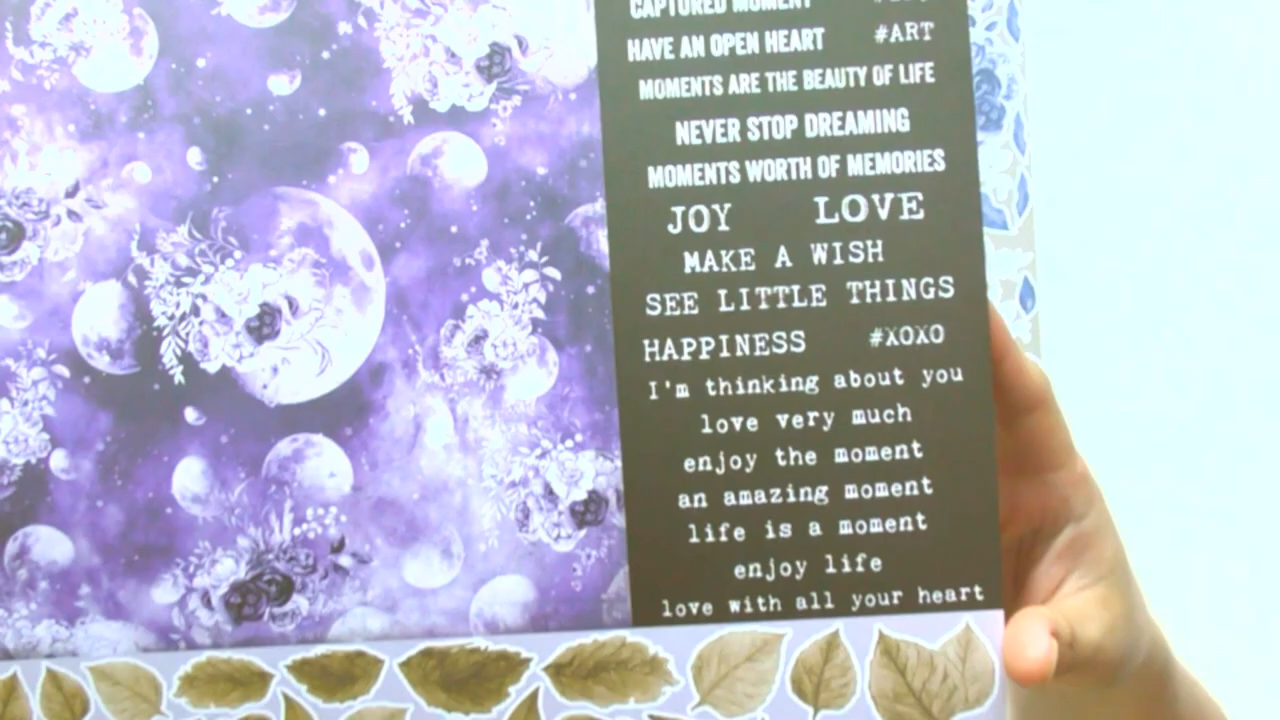 CAPTURED MOMENT
HAVE AN OPEN HEART #ART
MOMENTS ARE THE BEAUTY OF LIFE
NEVER STOP DREAMING
MOMENTS WORTH OF MEMORIES
JOY LOVE
MAKE A WISH
SEE LITTLE THINGS
HAPPINESS #XOXO
I'm thinking about you
love very much
enjoy the moment
an amazing moment
life is a moment
enjoy life
love with all your heart